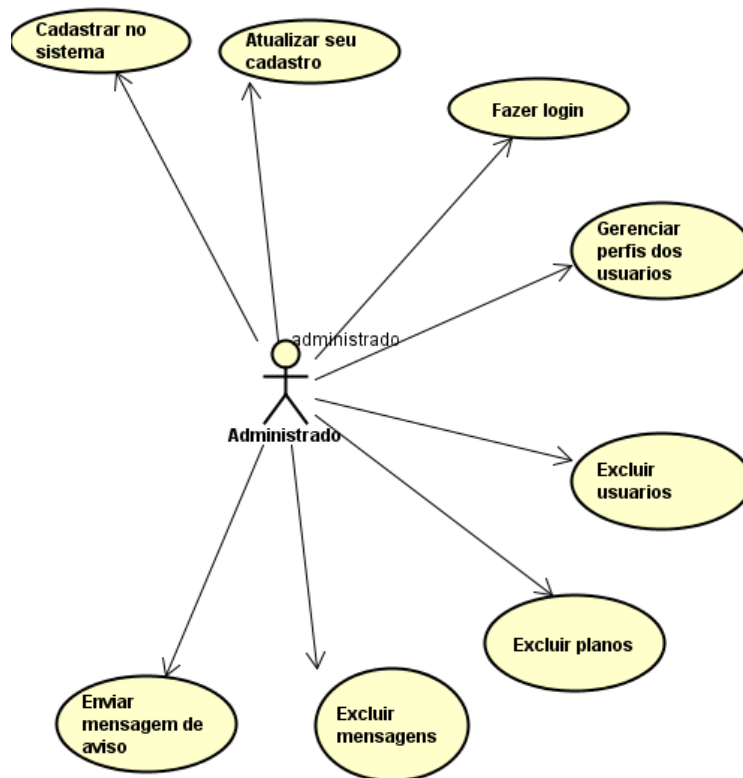 Cadastrar no
sistema
Atualizar seu
cadastro
Fazer login
Gerenciar
perfis dos
usuarios
administrado
Administrado
Excluir
usuarios
Excluir planos
Enviar
mensagem de
aviso
Excluir
mensagens